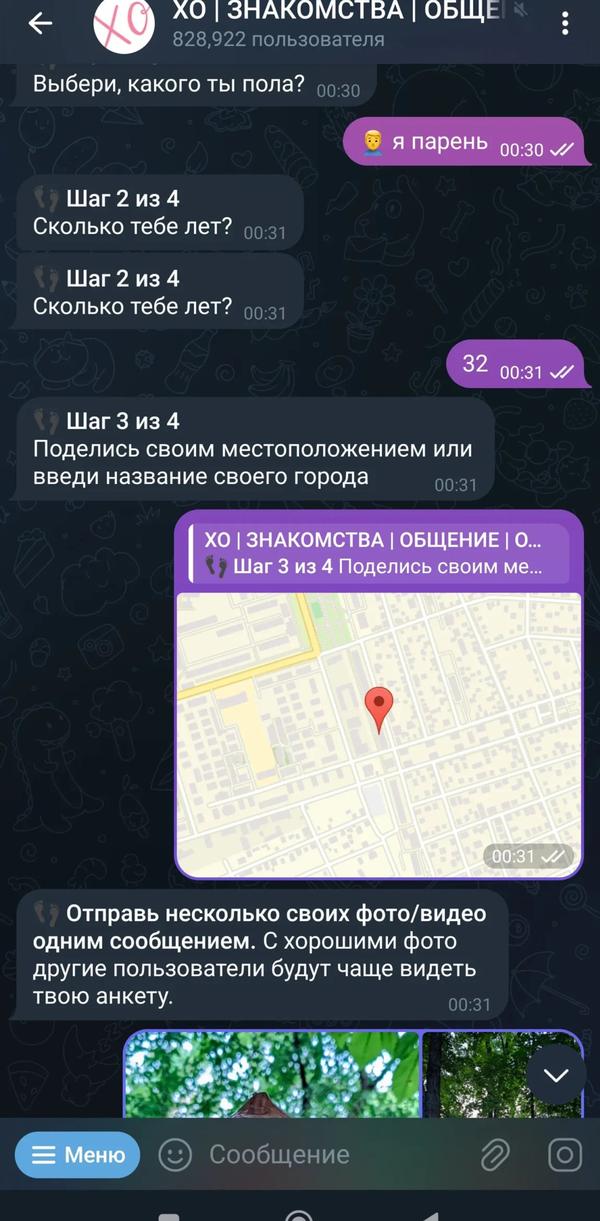 XO | ЗНАКОМСТВА | ОБЩЕ
828,922 пользователя
Выбери, какого ты пола? 00:30
я парень 00:30
Шаг 2 из 4
Сколько тебе лет? 00:31
Шаг 2 из 4
Сколько тебе лет? 00:31
32 00:31
Шаг 3 из 4
Поделись своим местоположением или
введи название своего города 00:31
XO | ЗНАКОМСТВА | ОБЩЕНИЕ | О...
Шаг 3 из 4 Поделись своим ме...
00:31
Отправь несколько своих фото/видео
одним сообщением. С хорошими фото
другие пользователи будут чаще видеть
твою анкету. 00:31
Меню
Сообщение